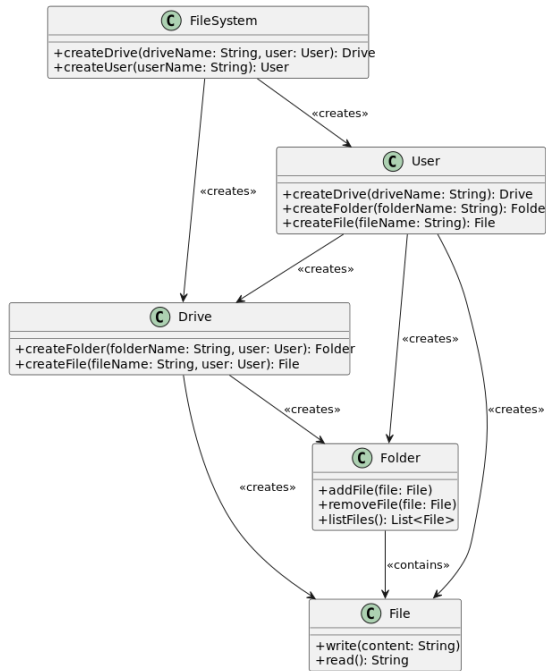 C FileSystem
+createDrive(driveName: String, user: User): Drive
+createUser(userName: String): User
«creates»
C User
+createDrive(driveName: String): Drive
+createFolder(folderName: String): Folde
+createFile(fileName: String): File
«creates»
«creates»
C Drive
+createFolder(folderName: String, user: User): Folder
+createFile(fileName: String, user: User): File
«creates»
«creates»
«creates»
C Folder
+addFile(file: File)
+removeFile(file: File)
+listFiles(): List<File>
«creates»
«contains»
C File
+write(content: String)
+read(): String